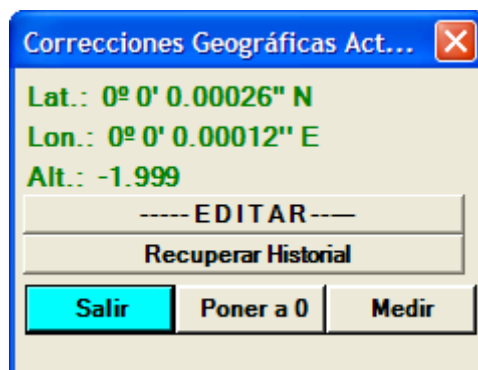 Correcciones Geográficas Act...
Lat.: 0º 0' 0.00026" N
Lon.: 0º 0' 0.00012'' E
Alt.: -1.999
-----EDITAR-----
Recuperar Historial
Salir Poner a 0 Medir